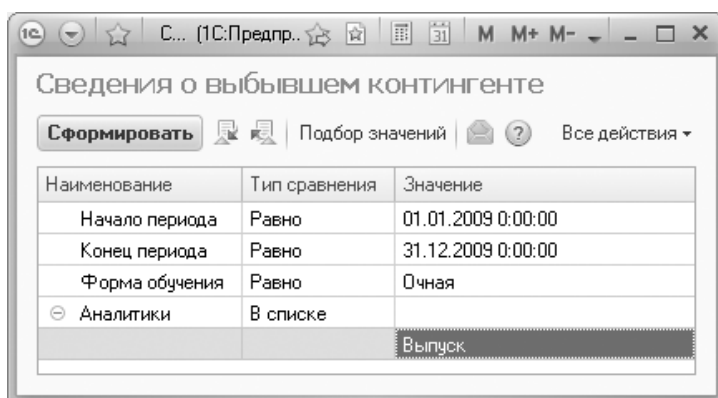 1С С... (1С:Предпр.. 31 M M+ M-
Сведения о выбывшем контингенте
Сформировать Подбор значений ? Все действия
Наименование Тип сравнения Значение
Начало периода Равно 01.01.2009 0:00:00
Конец периода Равно 31.12.2009 0:00:00
Форма обучения Равно Очная
Аналитики В списке
Выпуск